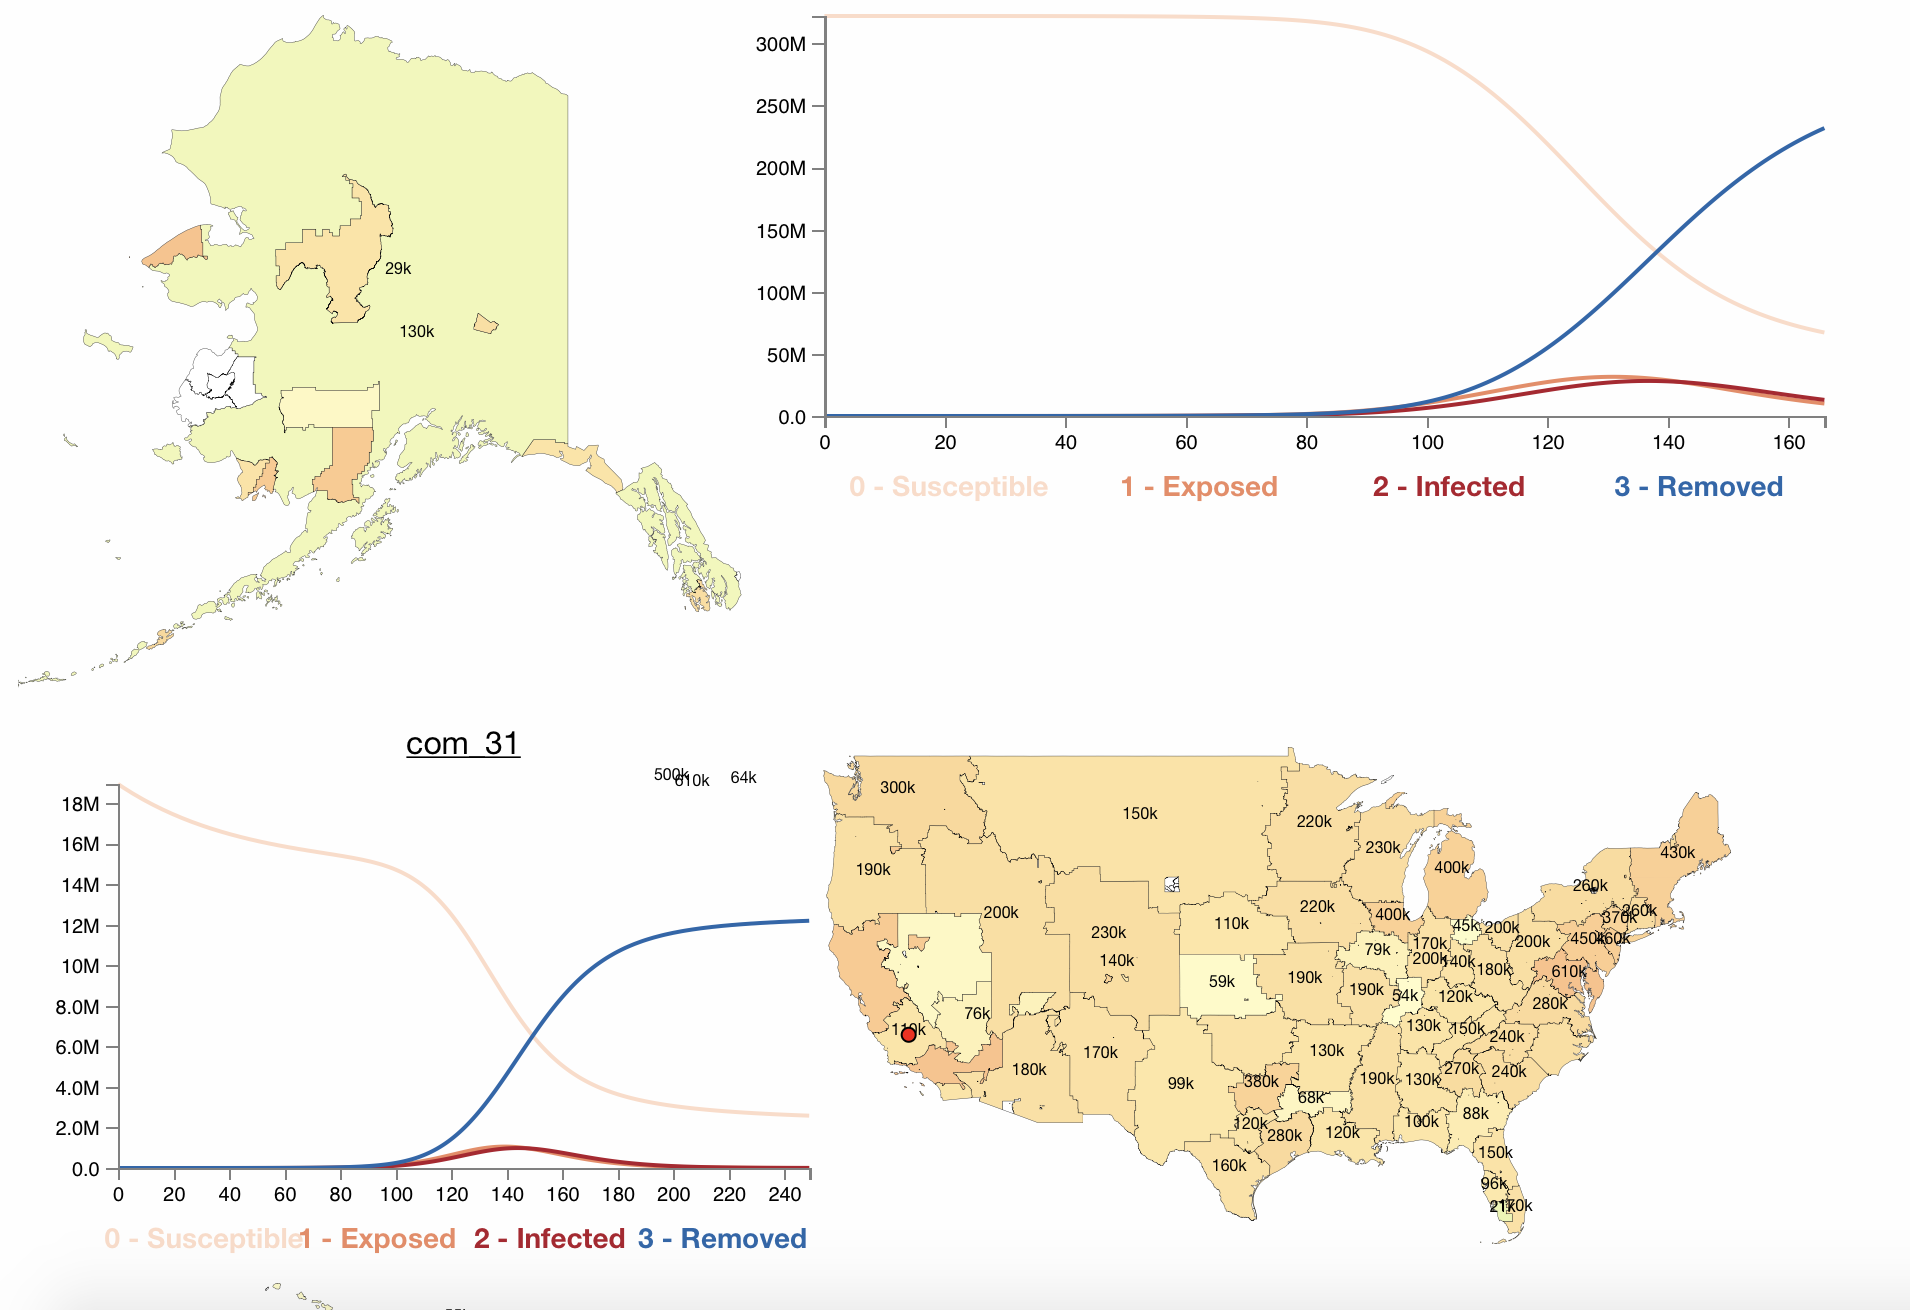 29k
130k
300M
250M
200M
150M
100M
50M
0.0
0 20 40 60 80 100 120 140 160
0 - Susceptible 1 - Exposed 2 - Infected 3 - Removed
com_31
500k 610k 64k
18M
16M
14M
12M
10M
8.0M
6.0M
4.0M
2.0M
0.0
0 20 40 60 80 100 120 140 160 180 200 220 240
0 - Susceptible 1 - Exposed 2 - Infected 3 - Removed
300k
150k
220k
230k
400k
430k
190k
260k
200k
220k
400k
260k
370k
110k
45k
200k
230k
450k
460k
170k
200k
79k
140k
200k
140k
180k
610k
59k
190k
190k
54k
120k
280k
76k
110k
130k
150k
240k
170k
130k
180k
270k
240k
99k
380k
190k
130k
68k
88k
120k
280k
120k
100k
150k
160k
96k
21k
170k